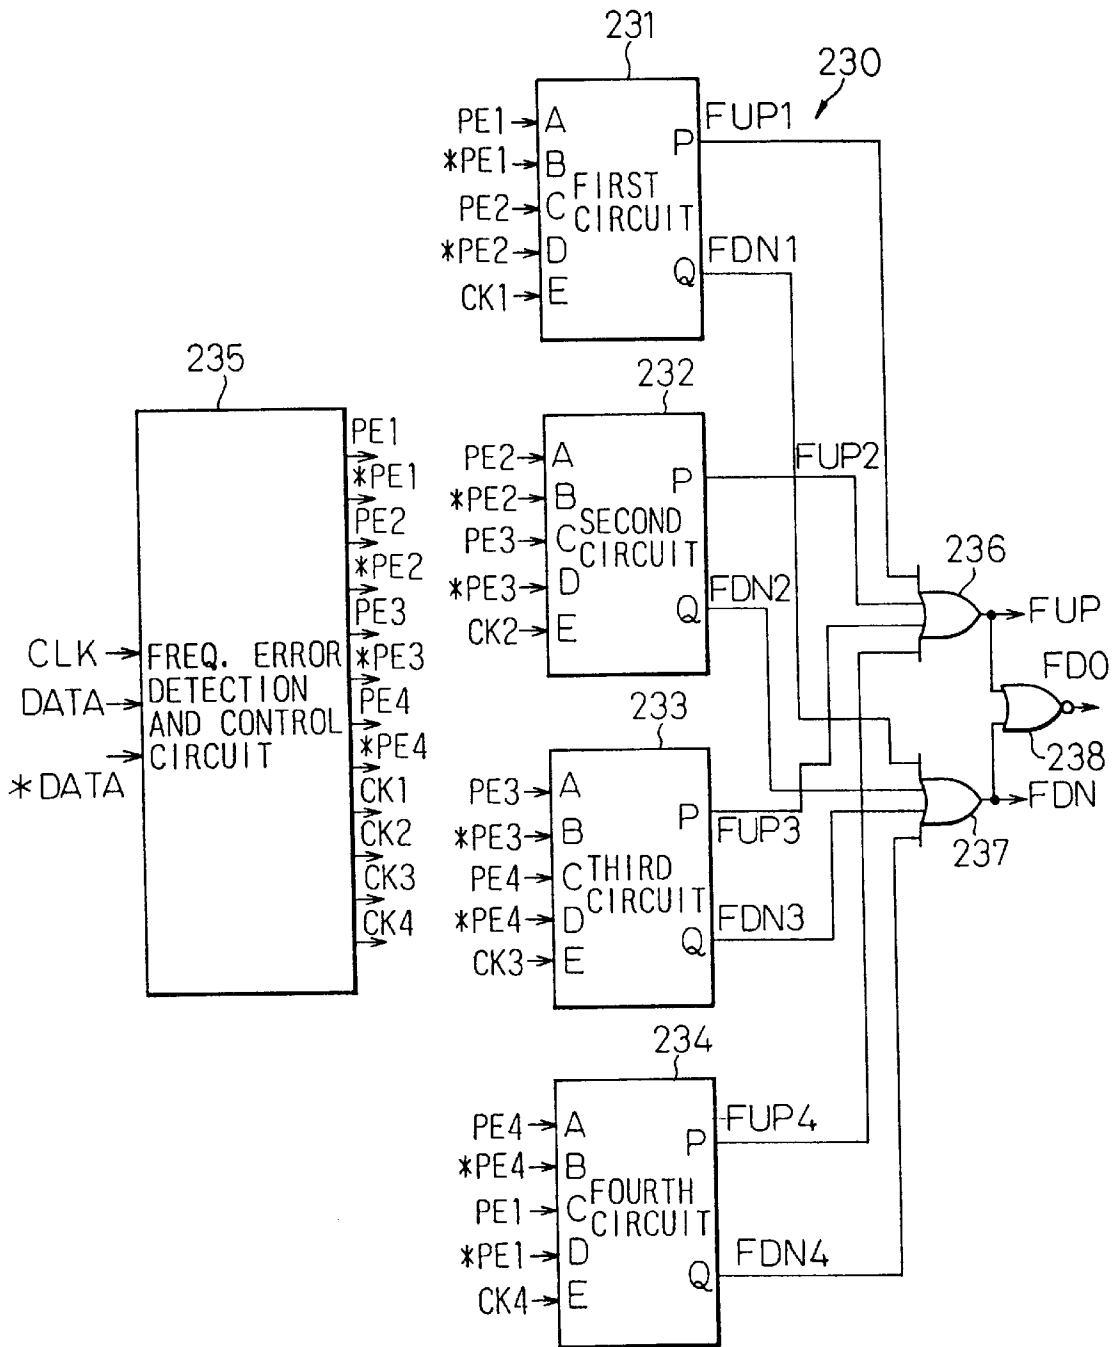 231
230
PE1 A
*PE1 B
PE2 C
*PE2 D
CK1 E
FIRST
CIRCUIT
P FUP1
Q FDN1
235
CLK
DATA
*DATA
FREQ. ERROR
DETECTION
AND CONTROL
CIRCUIT
PE1
*PE1
PE2
*PE2
PE3
*PE3
PE4
*PE4
CK1
CK2
CK3
CK4
232
PE2 A
*PE2 B
PE3 C
*PE3 D
CK2 E
SECOND
CIRCUIT
P FUP2
Q FDN2
233
PE3 A
*PE3 B
PE4 C
*PE4 D
CK3 E
THIRD
CIRCUIT
P FUP3
Q FDN3
234
PE4 A
*PE4 B
PE1 C
*PE1 D
CK4 E
FOURTH
CIRCUIT
P FUP4
Q FDN4
236
FUP
FDO
238
FDN
237